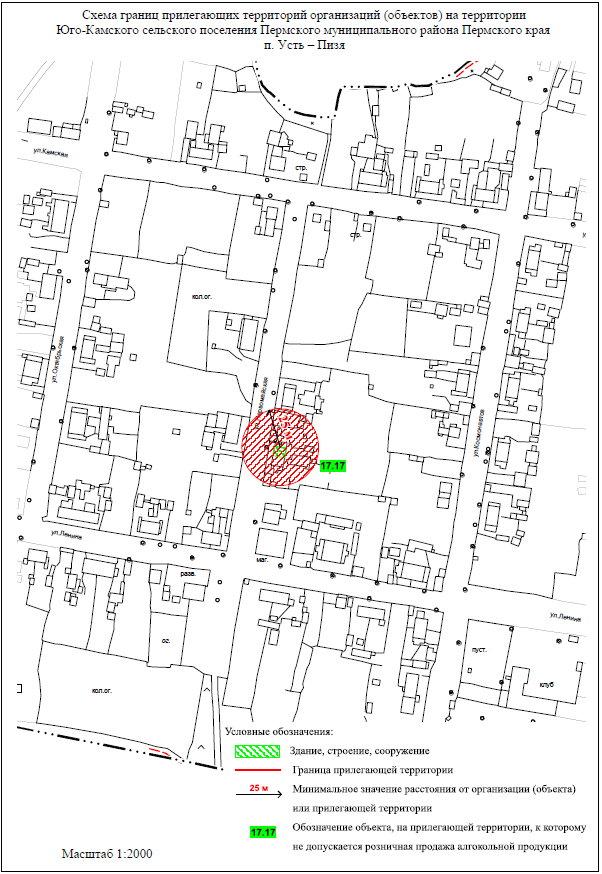 Схема границ прилегающих территорий организаций (объектов) на территории
Юго-Камского сельского поселения Пермского муниципального района Пермского края
п. Усть – Пизя
ул.Камская
стр.
стр.
кол.ог.
ул.Октябрьская
ул.Космонавтов
17.17
ул.Ленина
маг.
разв.
ул.Ленина
ог.
пуст.
клуб
кол.ог.
Условные обозначения:
Здание, строение, сооружение
Граница прилегающей территории
25 м
Минимальное значение расстояния от организации (объекта)
или прилегающей территории
17.17
Обозначение объекта, на прилегающей территории, к которому
не допускается розничная продажа алгкольной продукции
Масштаб 1:2000